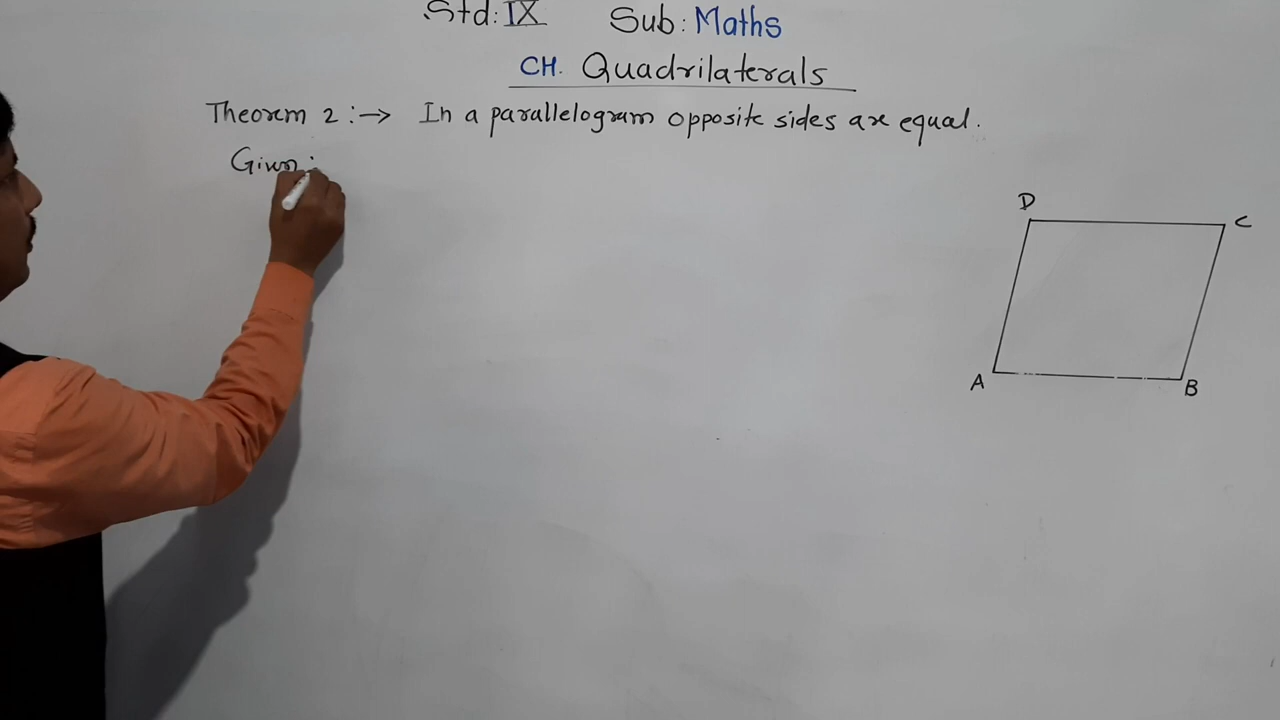 Std: IX Sub: Maths
CH. Quadrilaterals
Theorem 2 :→ In a parallelogram opposite sides are equal.
Given:
D
C
A
B